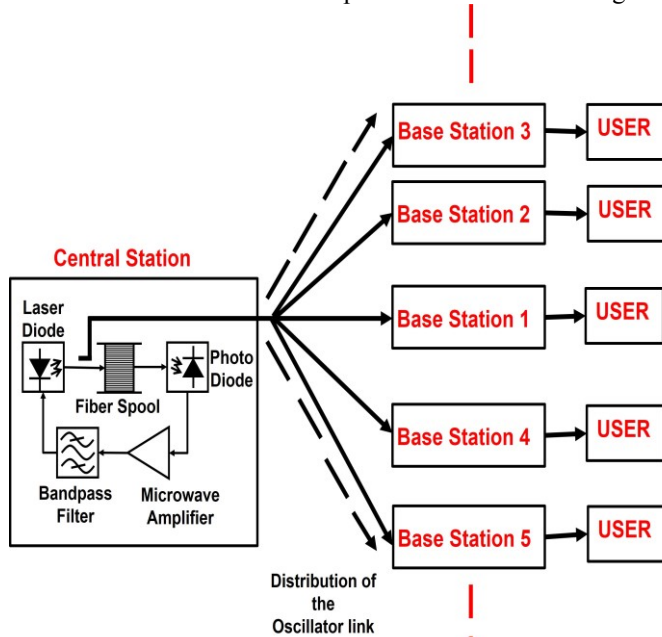 Base Station 3
USER
Base Station 2
USER
Central Station
Laser
Diode
Photo
Diode
Fiber Spool
Bandpass
Filter
Microwave
Amplifier
Base Station 1
USER
Base Station 4
USER
Base Station 5
USER
Distribution of
the
Oscillator link